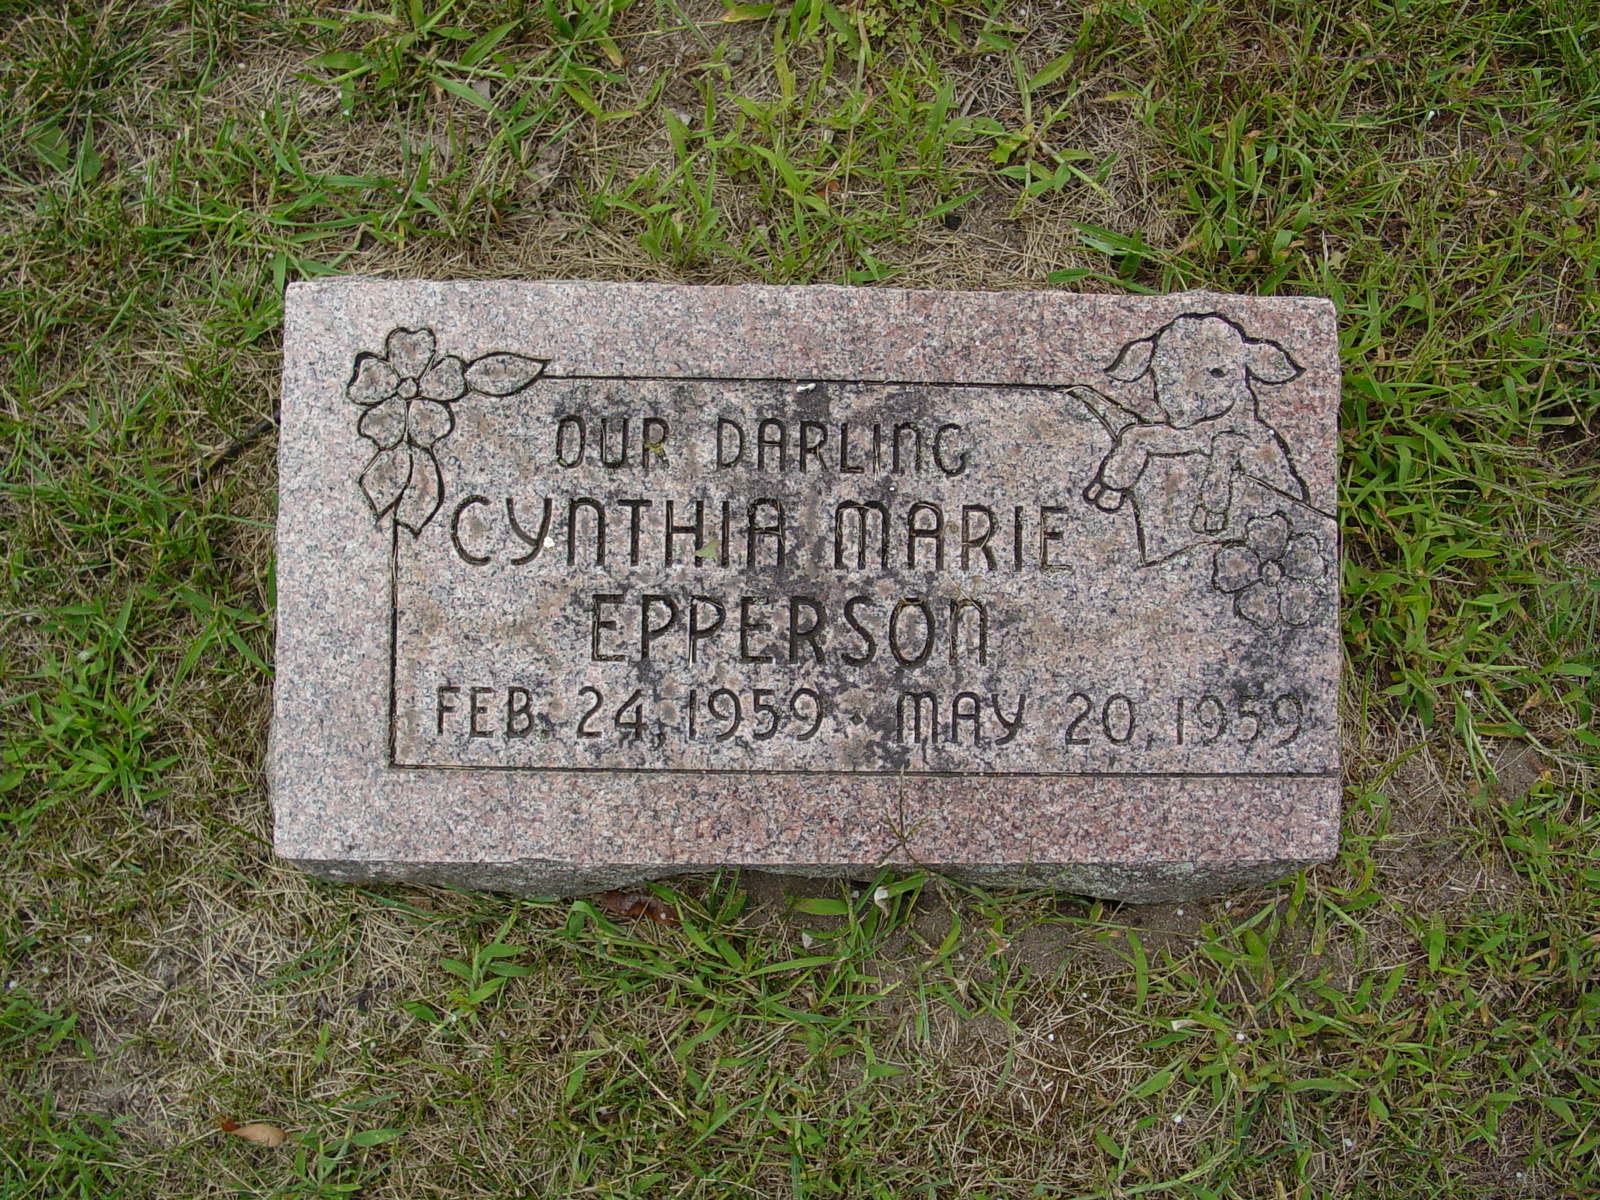 OUR DARLING
CYNTHIA MARIE
EPPERSON
FEB. 24, 1959 · MAY 20, 1959